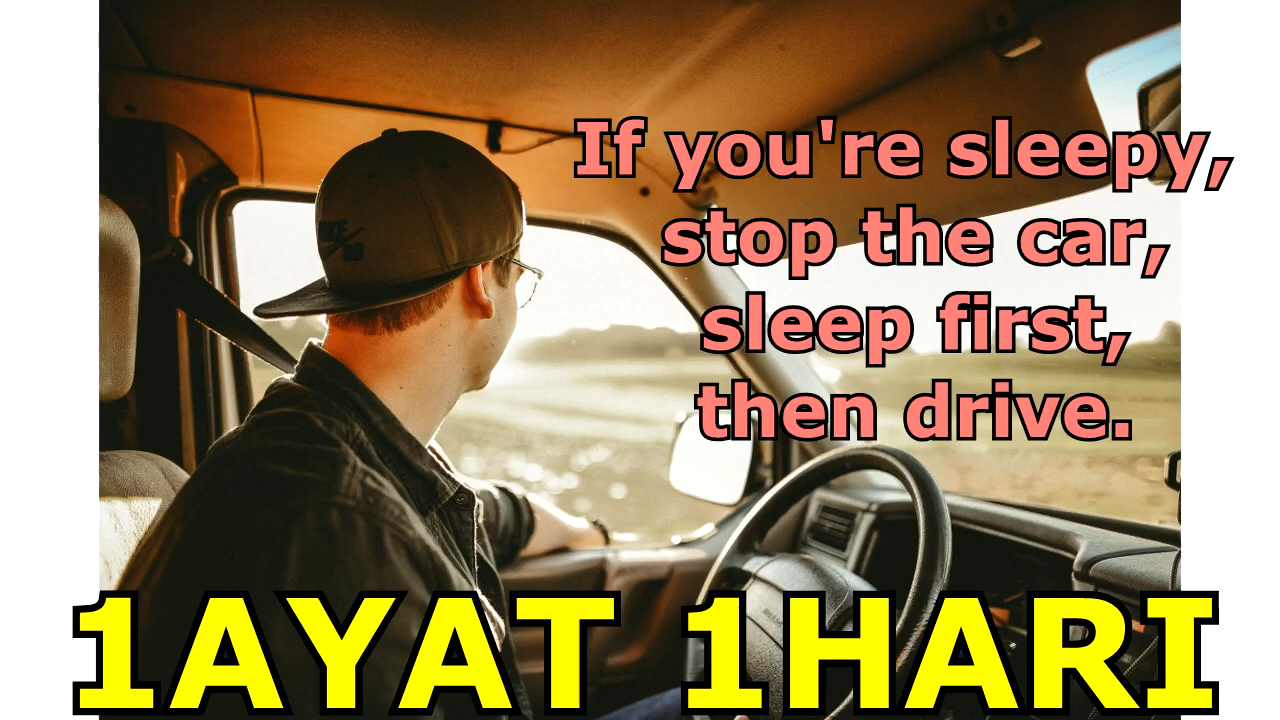 If you're sleepy,
stop the car,
sleep first,
then drive.
1AYAT 1HARI